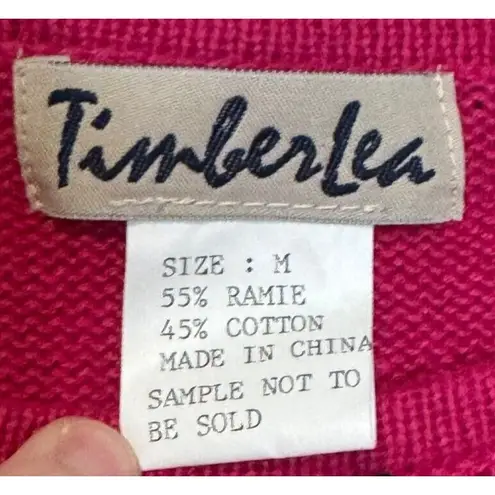 TimberLea
SIZE : M
55% RAMIE
45% COTTON
MADE IN CHINA
SAMPLE NOT TO
BE SOLD